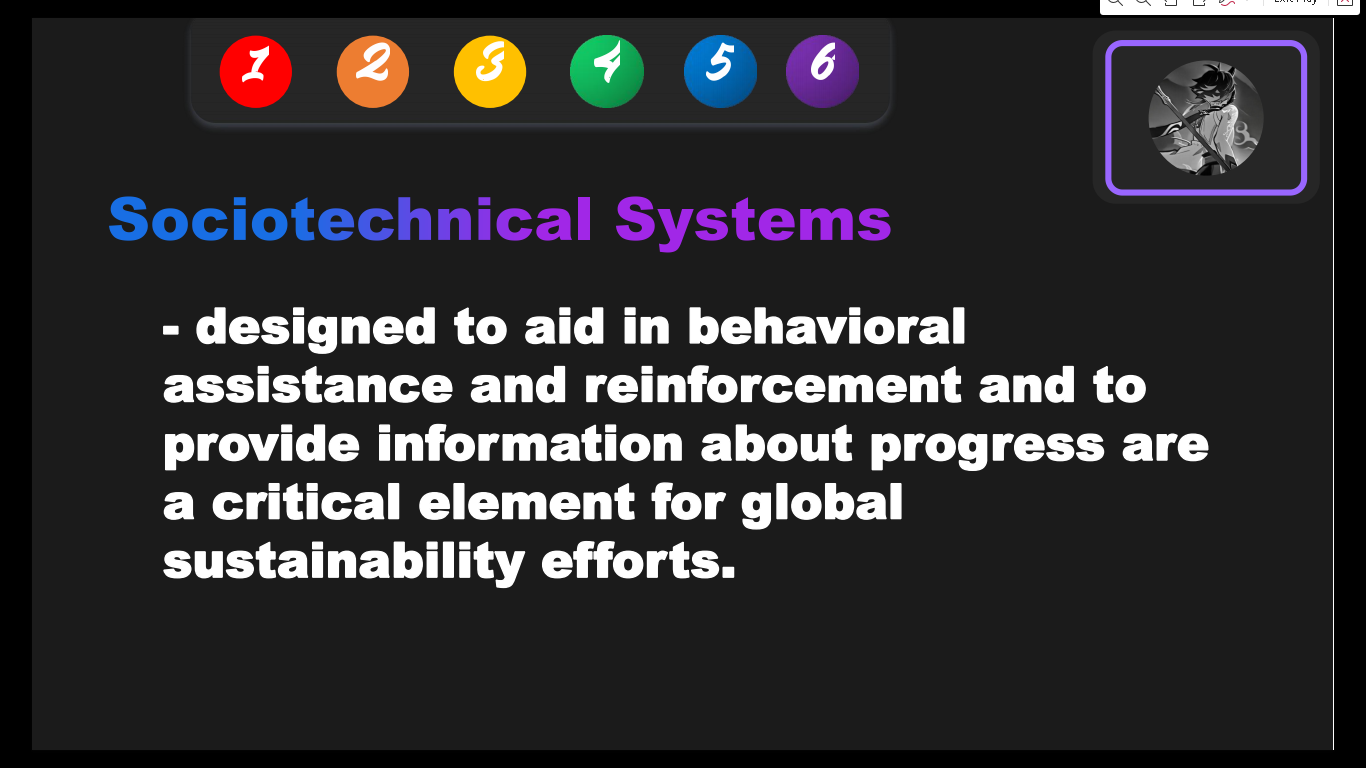 1 2 3 4 5 6
Sociotechnical Systems
- designed to aid in behavioral
assistance and reinforcement and to
provide information about progress are
a critical element for global
sustainability efforts.